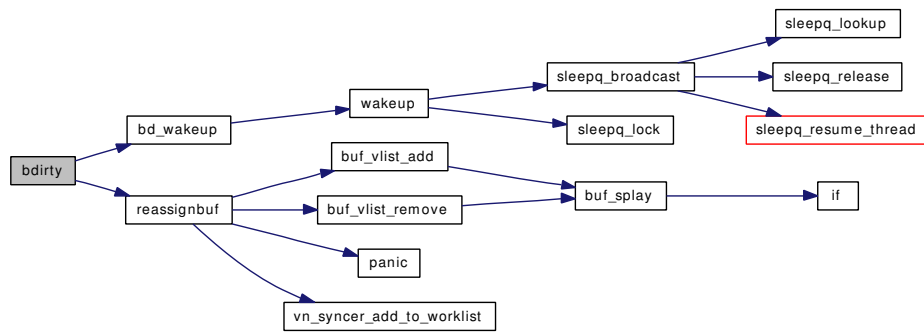 sleepq_lookup
sleepq_broadcast
sleepq_release
wakeup
bd_wakeup
sleepq_lock
sleepq_resume_thread
buf_vlist_add
bdirty
buf_splay
if
reassignbuf
buf_vlist_remove
panic
vn_syncer_add_to_worklist